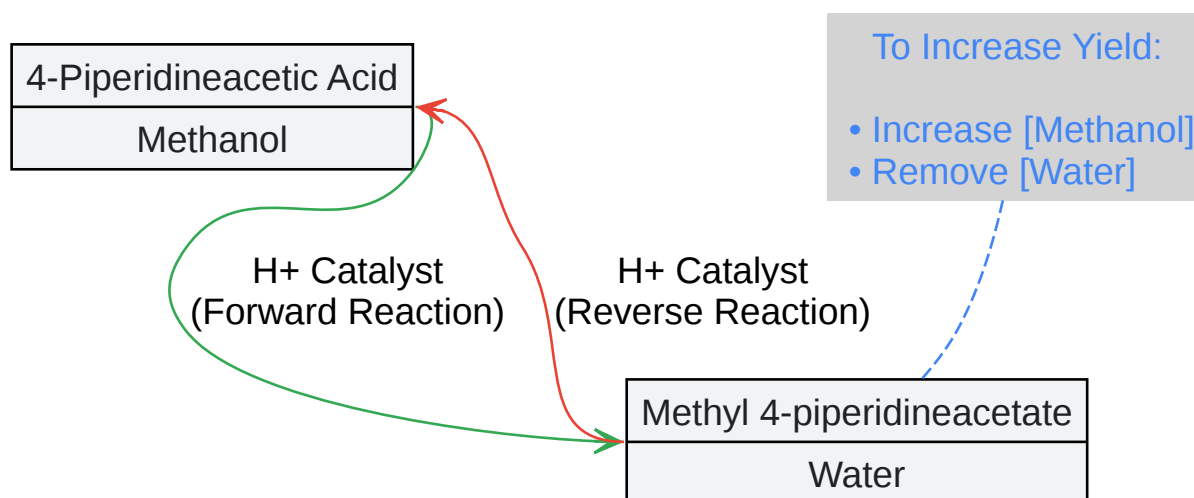 4-Piperidineacetic Acid
Methanol
To Increase Yield:
• Increase [Methanol]
• Remove [Water]
H+ Catalyst
(Forward Reaction)
H+ Catalyst
(Reverse Reaction)
Methyl 4-piperidineacetate
Water